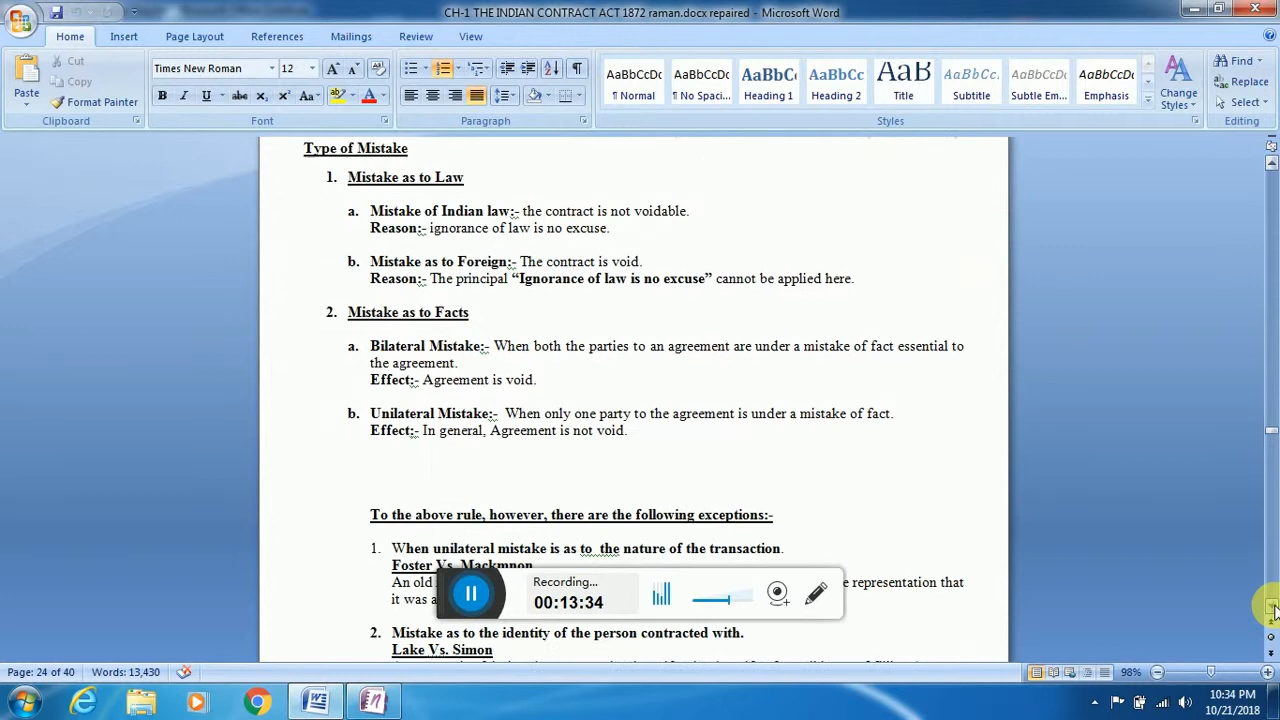 CH-1 THE INDIAN CONTRACT ACT 1872 raman.docx repaired - Microsoft Word
Home Insert Page Layout References Mailings Review View
Paste
Cut
Copy
Format Painter
Clipboard
Times New Roman 12
Font
Paragraph
AaBbCcDc AaBbCcDc AaBbC AaBbCc AaB AaBbCc. AaBbCcDc AaBbCcDc
¶ Normal ¶ No Spaci... Heading 1 Heading 2 Title Subtitle Subtle Em... Emphasis
Change Styles
Styles
Find
Replace
Select
Editing
Type of Mistake
1. Mistake as to Law
a. Mistake of Indian law:- the contract is not voidable.
Reason:- ignorance of law is no excuse.
b. Mistake as to Foreign:- The contract is void.
Reason:- The principal “Ignorance of law is no excuse” cannot be applied here.
2. Mistake as to Facts
a. Bilateral Mistake:- When both the parties to an agreement are under a mistake of fact essential to
the agreement.
Effect:- Agreement is void.
b. Unilateral Mistake:- When only one party to the agreement is under a mistake of fact.
Effect:- In general, Agreement is not void.
To the above rule, however, there are the following exceptions:-
1. When unilateral mistake is as to the nature of the transaction.
Foster Vs. Mackmnon
An old representation that
it was a
Recording...
00:13:34
2. Mistake as to the identity of the person contracted with.
Lake Vs. Simon
Page: 24 of 40 Words: 13,430 98%
10:34 PM
10/21/2018